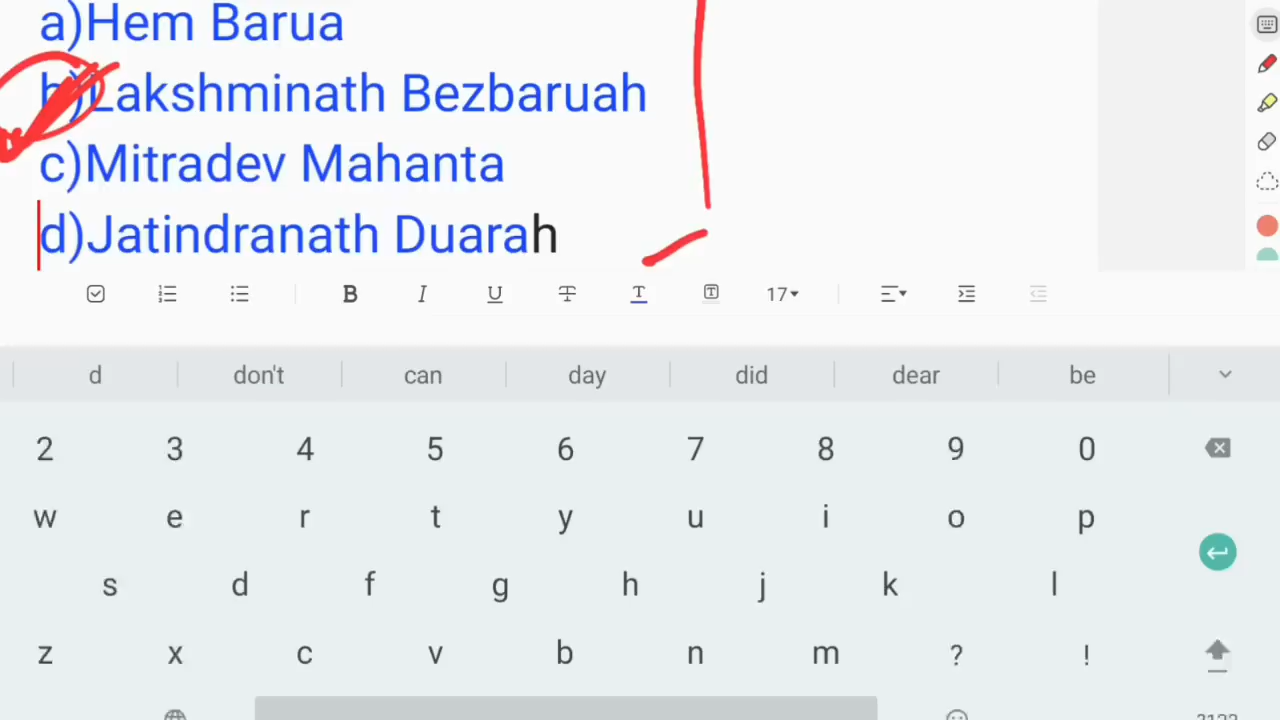 a)Hem Barua
b)Lakshminath Bezbaruah
c)Mitradev Mahanta
d)Jatindranath Duarah
B I U T T T 17
d don't can day did dear be
2 3 4 5 6 7 8 9 0
w e r t y u i o p
s d f g h j k l
z x c v b n m ? !